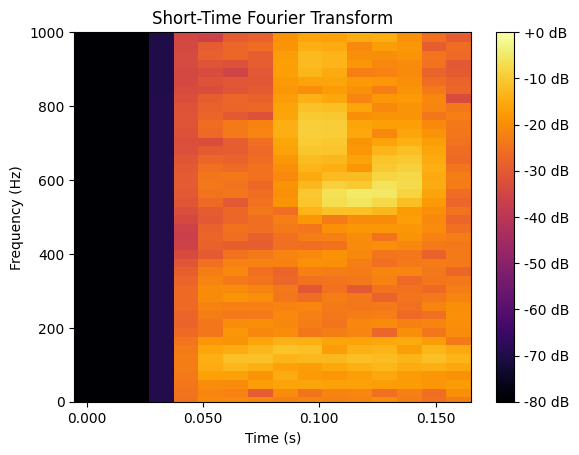 Short-Time Fourier Transform
Frequency (Hz)
1000
800
600
400
200
0
0.000
0.050
0.100
0.150
Time (s)
+0 dB
-10 dB
-20 dB
-30 dB
-40 dB
-50 dB
-60 dB
-70 dB
-80 dB